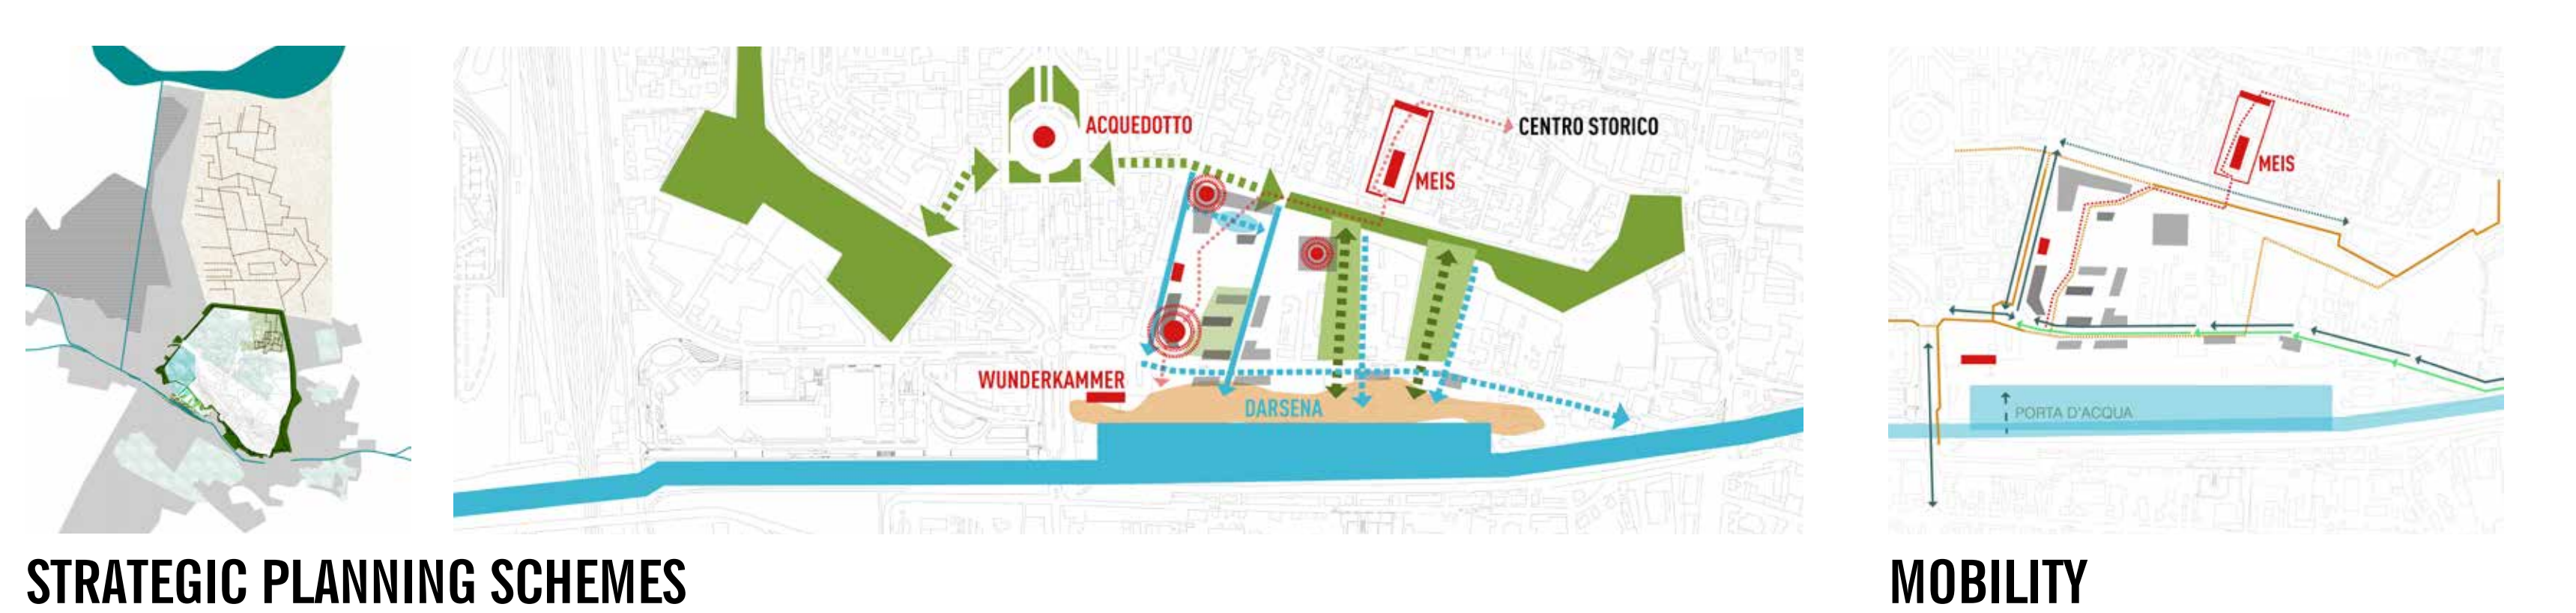 ACQUEDOTTO
CENTRO STORICO
MEIS
WUNDERKAMMER
DARSENA
MEIS
PORTA D'ACQUA
STRATEGIC PLANNING SCHEMES
MOBILITY